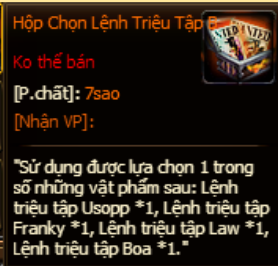 Hộp Chọn Lệnh Triệu Tập
Ko thể bán
[P.chất]: 7sao
[Nhận VP]:
"Sử dụng được lựa chọn 1 trong
số những vật phẩm sau: Lệnh
triệu tập Usopp *1, Lệnh triệu tập
Franky *1, Lệnh triệu tập Law *1,
Lệnh triệu tập Boa *1."